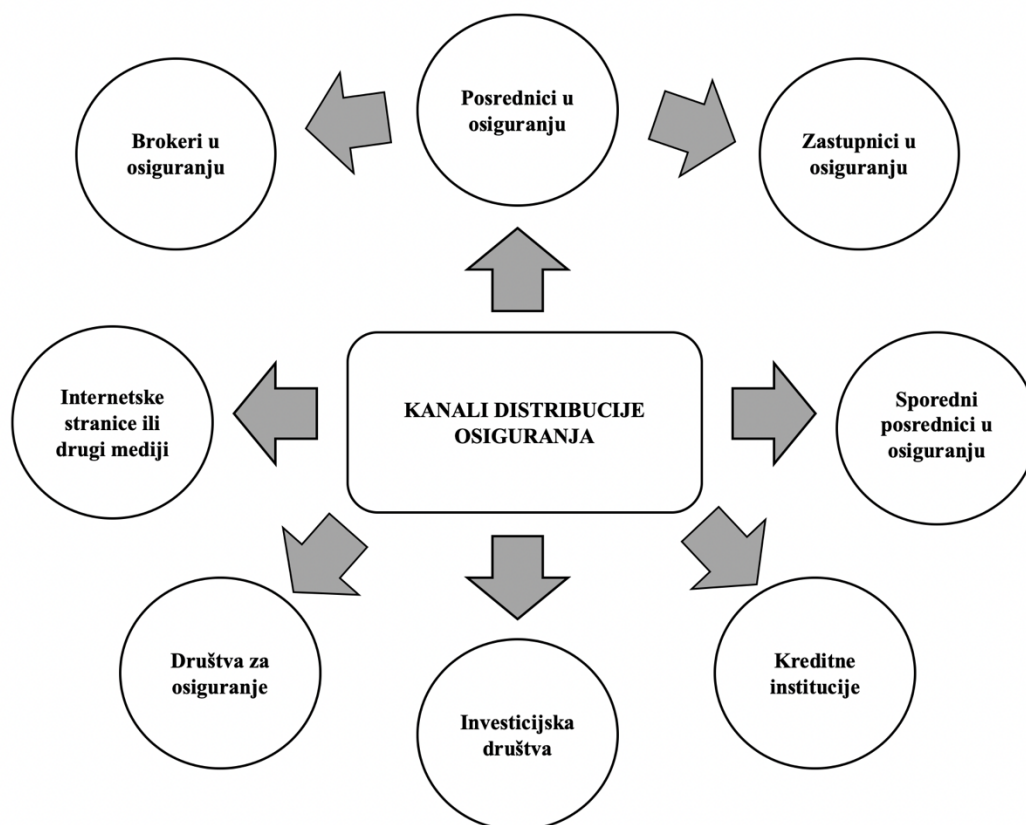 Posrednici u
osiguranju
Brokeri u
osiguranju
Zastupnici u
osiguranju
Internetske
stranice ili
drugi mediji
KANALI DISTRIBUCIJE
OSIGURANJA
Sporedni
posrednici u
osiguranju
Društva za
osiguranje
Investicijska
društva
Kreditne
institucije